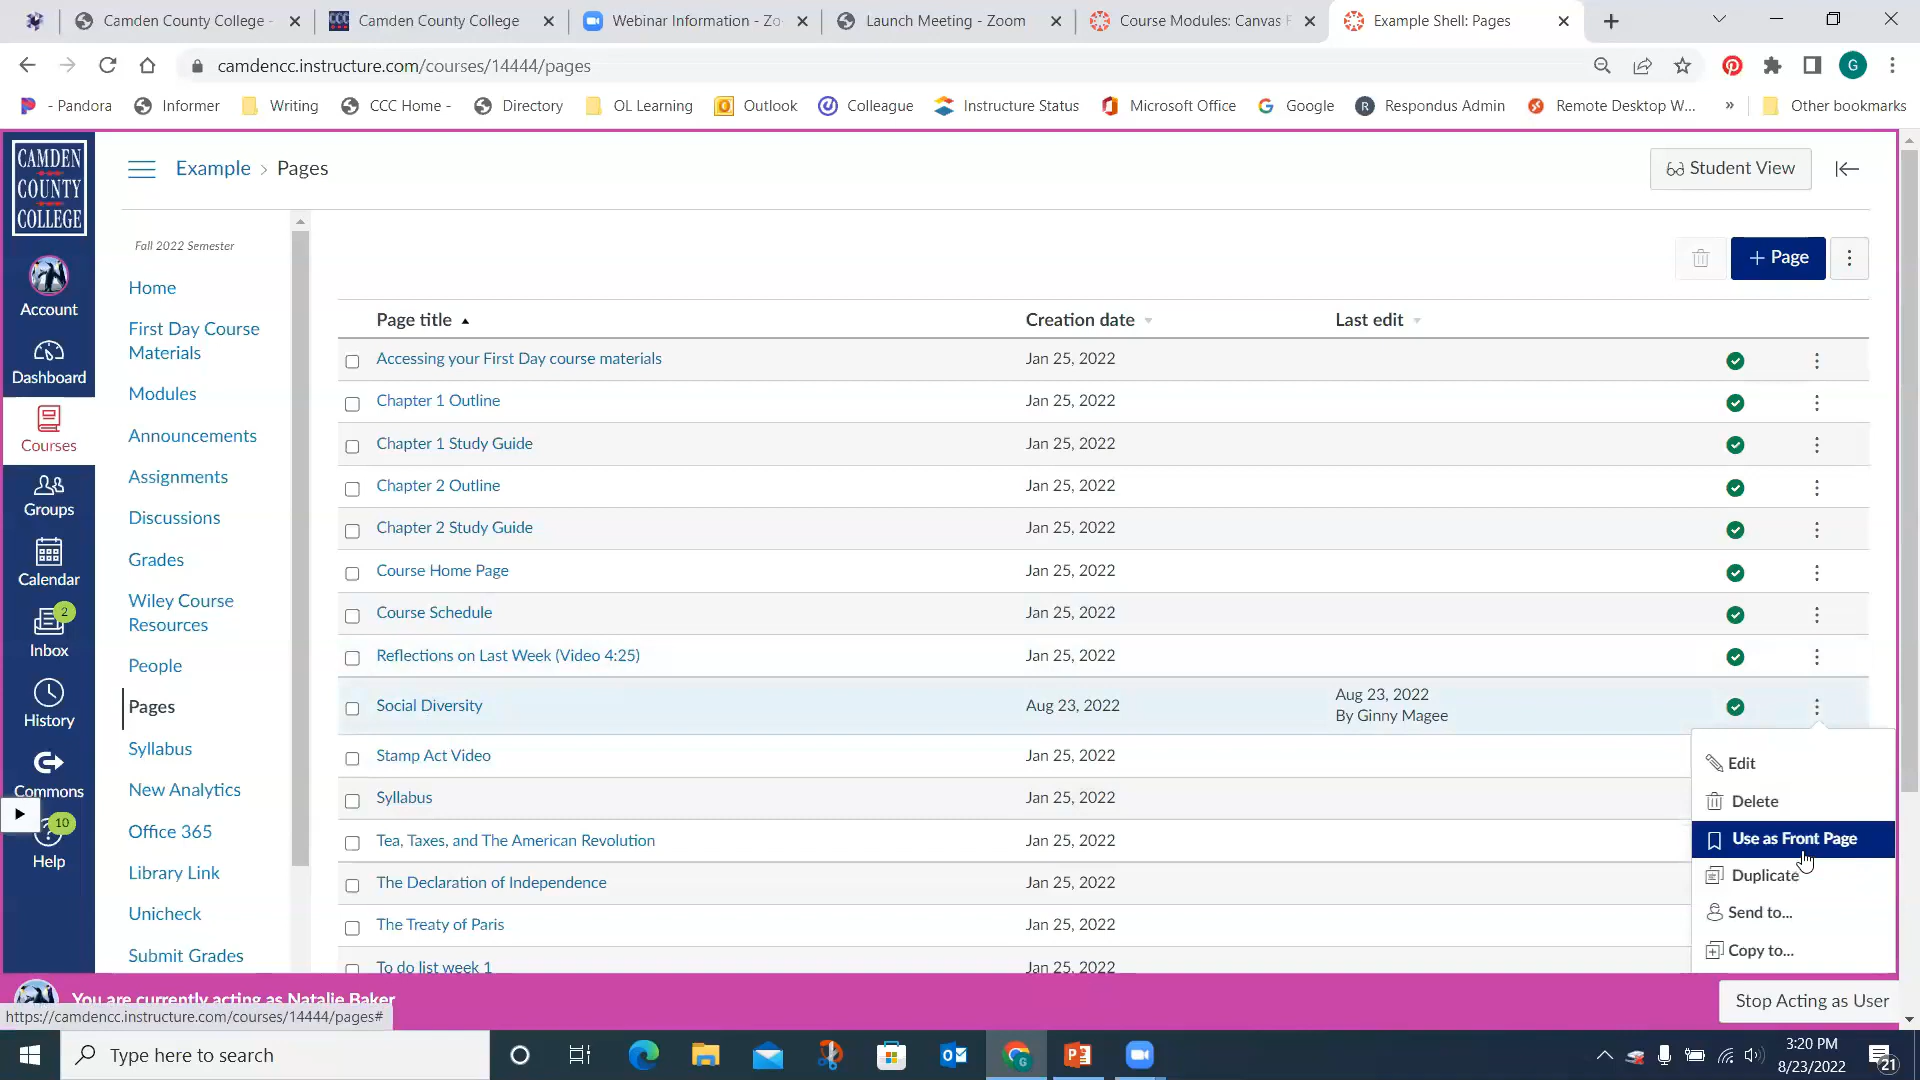 Camden County College -
Camden County College
Webinar Information - Zo
Launch Meeting - Zoom
Course Modules: Canvas F
Example Shell: Pages
camdencc.instructure.com/courses/14444/pages
G
- Pandora
Informer
Writing
CCC Home -
Directory
OL Learning
Outlook
Colleague
Instructure Status
Microsoft Office
Google
Respondus Admin
Remote Desktop W...
»
Other bookmarks
CAMDEN
COUNTY
COLLEGE
Account
Dashboard
Courses
Groups
Calendar
2
Inbox
History
Commons
10
Help
Example > Pages
Student View
Fall 2022 Semester
Home
First Day Course
Materials
Modules
Announcements
Assignments
Discussions
Grades
Wiley Course
Resources
People
Pages
Syllabus
New Analytics
Office 365
Library Link
Unicheck
Submit Grades
+ Page
Page title
Creation date
Last edit
Accessing your First Day course materials Jan 25, 2022
Chapter 1 Outline Jan 25, 2022
Chapter 1 Study Guide Jan 25, 2022
Chapter 2 Outline Jan 25, 2022
Chapter 2 Study Guide Jan 25, 2022
Course Home Page Jan 25, 2022
Course Schedule Jan 25, 2022
Reflections on Last Week (Video 4:25) Jan 25, 2022
Social Diversity Aug 23, 2022 Aug 23, 2022
By Ginny Magee
Stamp Act Video Jan 25, 2022
Syllabus Jan 25, 2022
Tea, Taxes, and The American Revolution Jan 25, 2022
The Declaration of Independence Jan 25, 2022
The Treaty of Paris Jan 25, 2022
To do list week 1 Jan 25, 2022
Edit
Delete
Use as Front Page
Duplicate
Send to...
Copy to...
You are currently acting as Natalie Baker
Stop Acting as User
https://camdencc.instructure.com/courses/14444/pages#
Type here to search
3:20 PM
8/23/2022
21